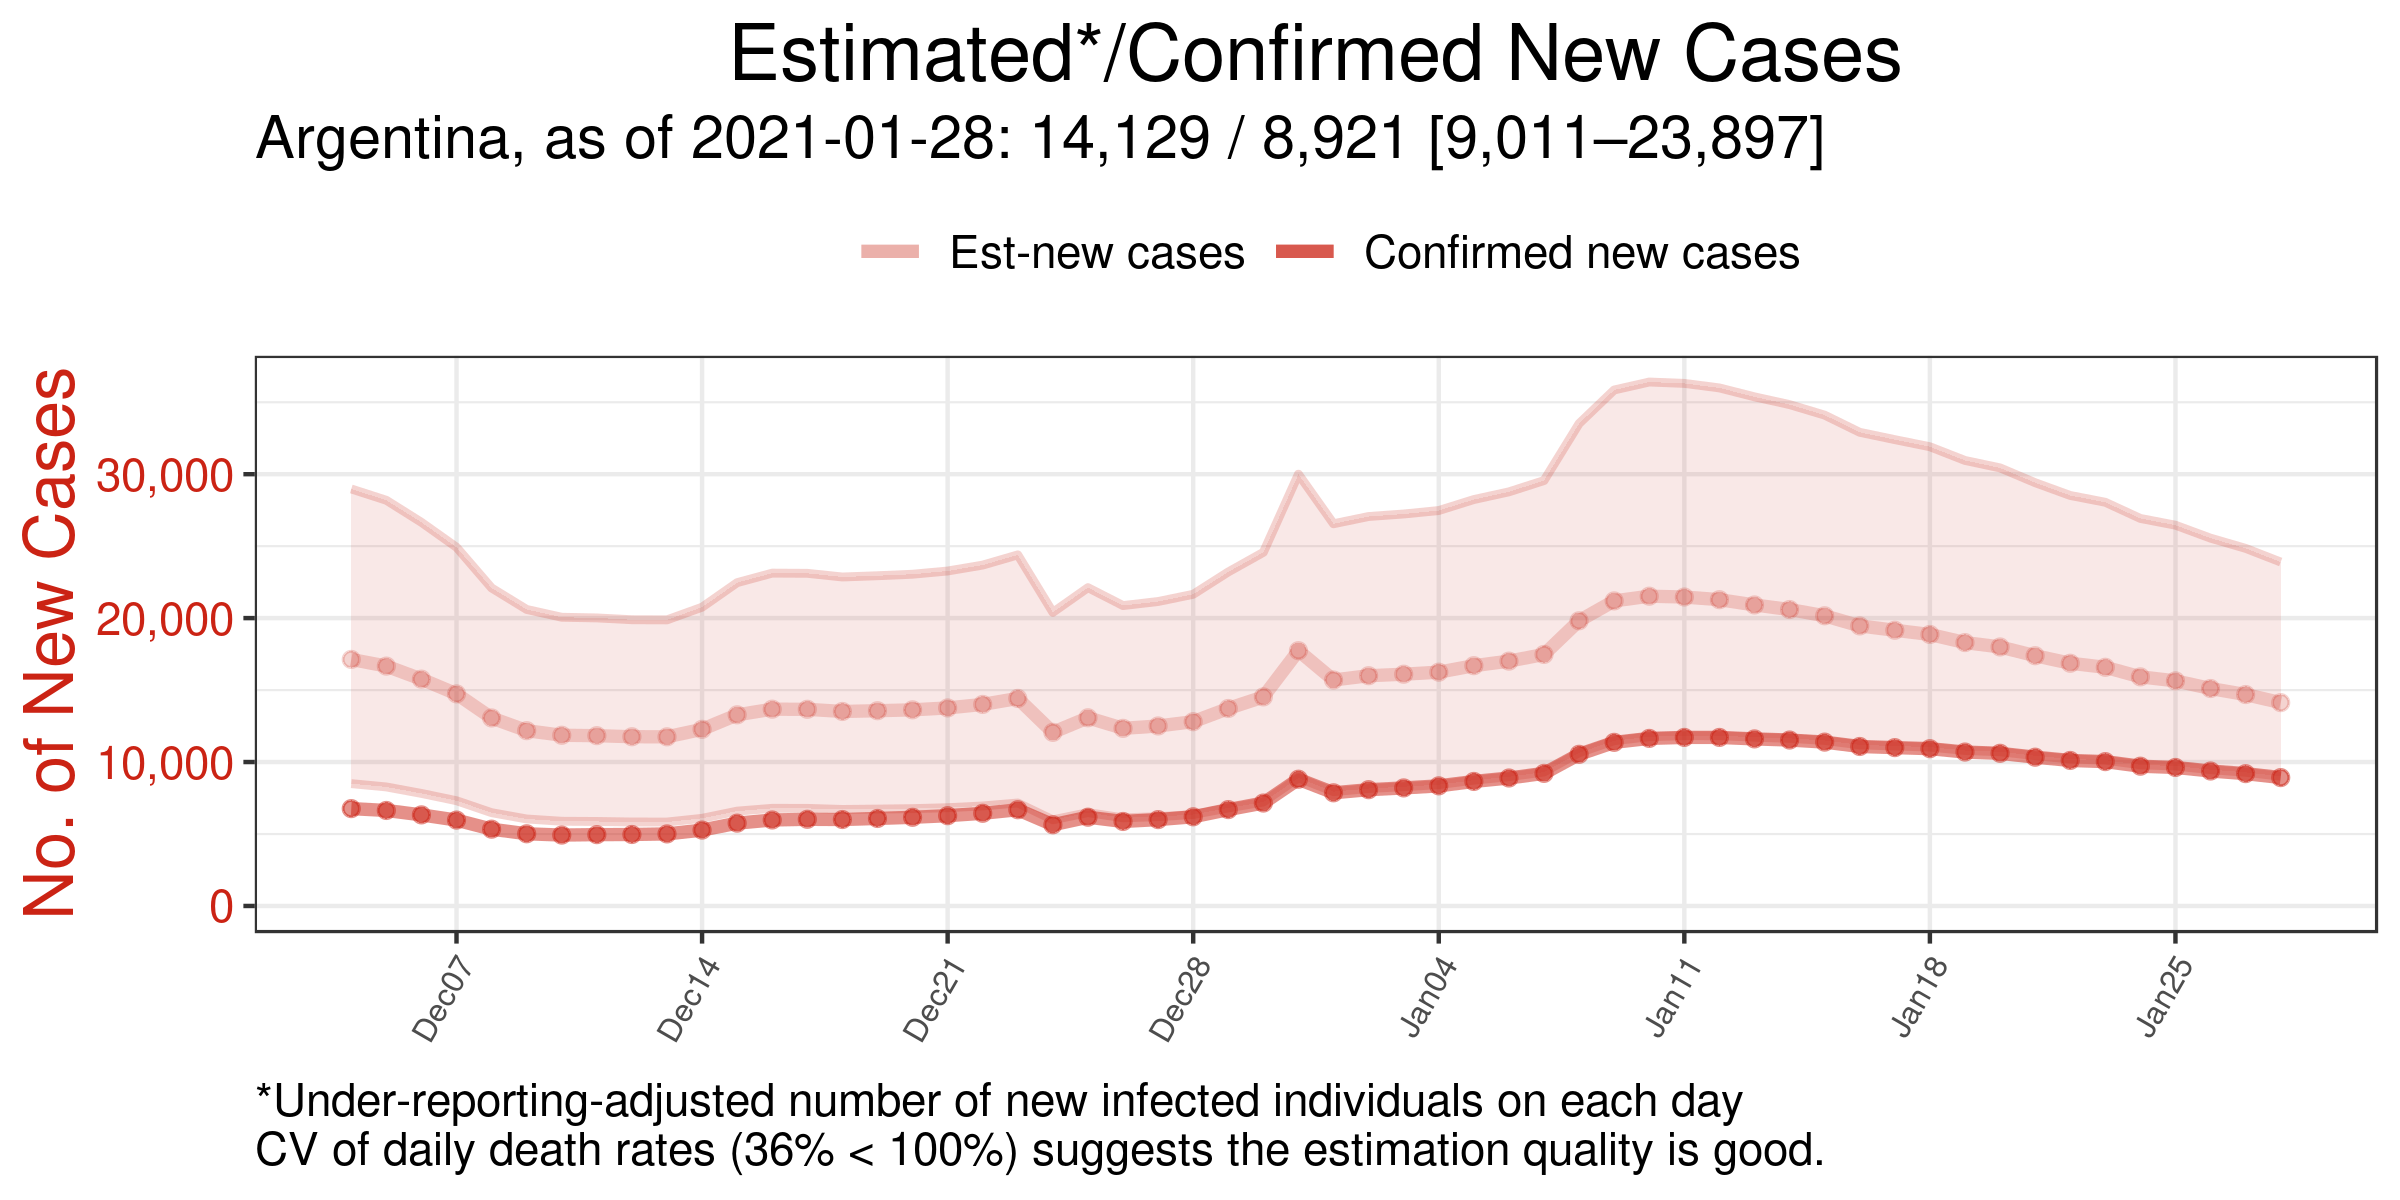 Estimated*/Confirmed New Cases
Argentina, as of 2021-01-28: 14,129 / 8,921 [9,011–23,897]
Est-new cases
Confirmed new cases
No. of New Cases
30,000
20,000
10,000
0
Dec07
Dec14
Dec21
Dec28
Jan04
Jan11
Jan18
Jan25
*Under-reporting-adjusted number of new infected individuals on each day
CV of daily death rates (36% < 100%) suggests the estimation quality is good.